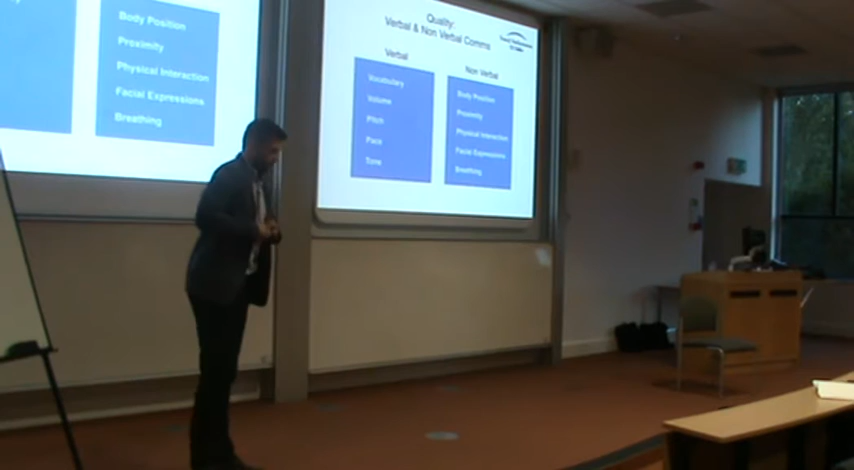 Body Position
Proximity
Physical Interaction
Facial Expressions
Breathing
Quality:
Verbal & Non Verbal Comms
Verbal
Vocabulary
Volume
Pitch
Pace
Tone
Non Verbal
Body Position
Proximity
Physical Interaction
Facial Expressions
Breathing